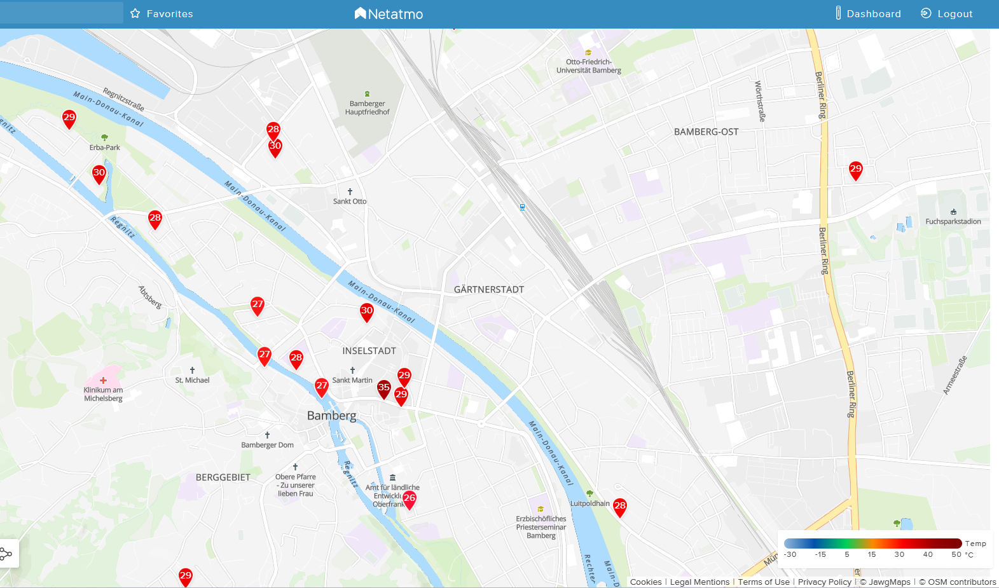 Favorites
Netatmo
Dashboard
Logout
Otto-Friedrich-
Universität Bamberg
Regnitzstraße
Main-Donau-Kanal
Bamberger
Hauptfriedhof
Wörthstraße
Berliner Ring
29
gnitz
28
30
BAMBERG-OST
Erba-Park
30
29
Main-Donau-Kanal
Sankt Otto
28
Regnitz
Fuchsparkstadion
Berliner Ring
Abtsberg
GÄRTNERSTADT
Main-Donau-Kanal
27
30
INSELSTADT
27
28
Sankt Martin
29
St. Michael
Klinikum am
Michelsberg
27
35
29
Armeestraße
Berliner Ring
Bamberg
Bamberger Dom
Main-Donau-Kanal
BERGGEBIET
Obere Pfarre
- Zu unserer
lieben Frau
Regnitz
Amt für ländliche
Entwicklu
Oberfrank
26
Luitpoldhain
28
Erzbischöfliches
Priesterseminar
Bamberg
29
Rechter
Main-D
Mün
er
Temp
-30 -15 5 15 30 40 50 °C
Cookies | Legal Mentions | Terms of Use | Privacy Policy | © JawgMaps | © OSM contributors